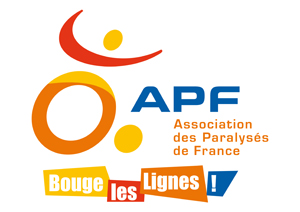 APF
Association
des Paralysés
de France
Bouge les Lignes !